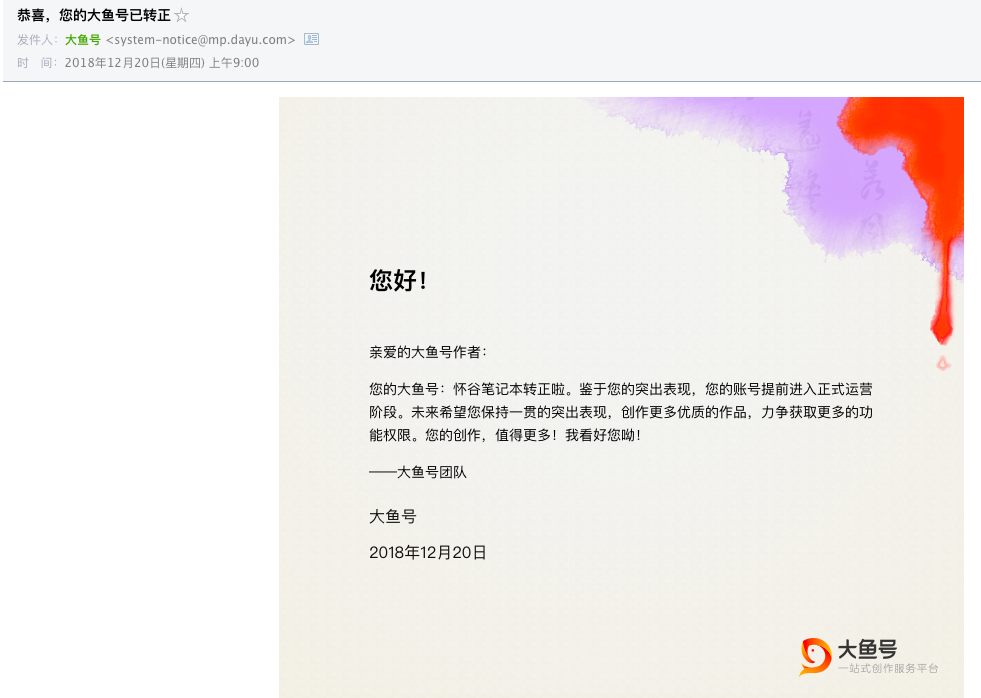 恭喜，您的大鱼号已转正
发件人：大鱼号 <system-notice@mp.dayu.com>
时 间：2018年12月20日(星期四) 上午9:00
您好！
亲爱的大鱼号作者：
您的大鱼号：怀谷笔记本转正啦。鉴于您的突出表现，您的账号提前进入正式运营
阶段。未来希望您保持一贯的突出表现，创作更多优质的作品，力争获取更多的功
能权限。您的创作，值得更多！我看好您呦！
——大鱼号团队
大鱼号
2018年12月20日
大鱼号
一站式创作服务平台